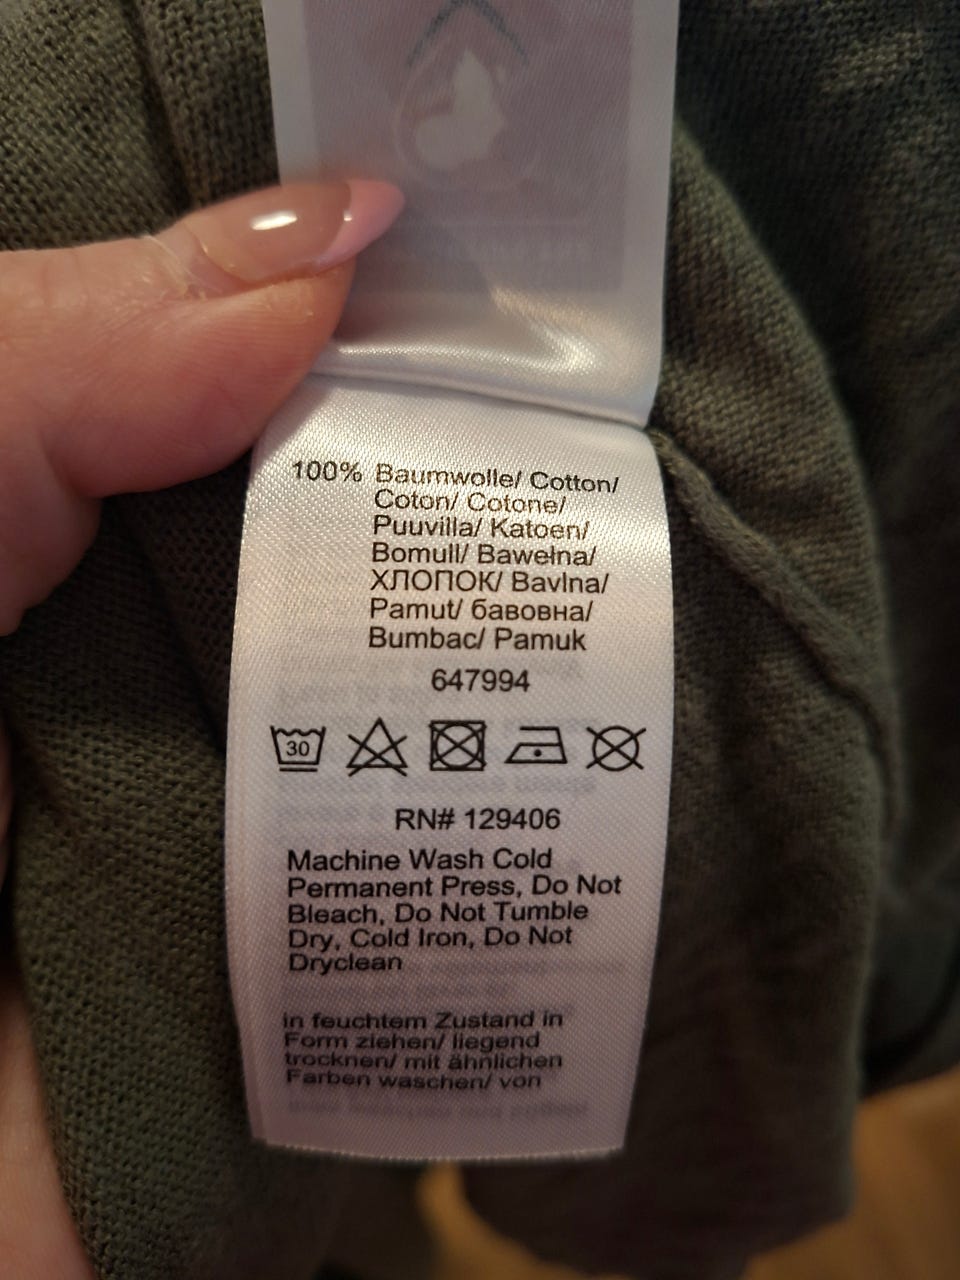 100% Baumwolle/ Cotton/
Coton/ Cotone/
Puuvilla/ Katoen/
Bomull/ Bawełna/
ХЛОПОК/ Bavlna/
Pamut/ бавовна/
Bumbac/ Pamuk
647994
30
RN# 129406
Machine Wash Cold
Permanent Press, Do Not
Bleach, Do Not Tumble
Dry, Cold Iron, Do Not
Dryclean
in feuchtem Zustand in
Form ziehen/ liegend
trocknen/ mit ähnlichen
Farben waschen/ von